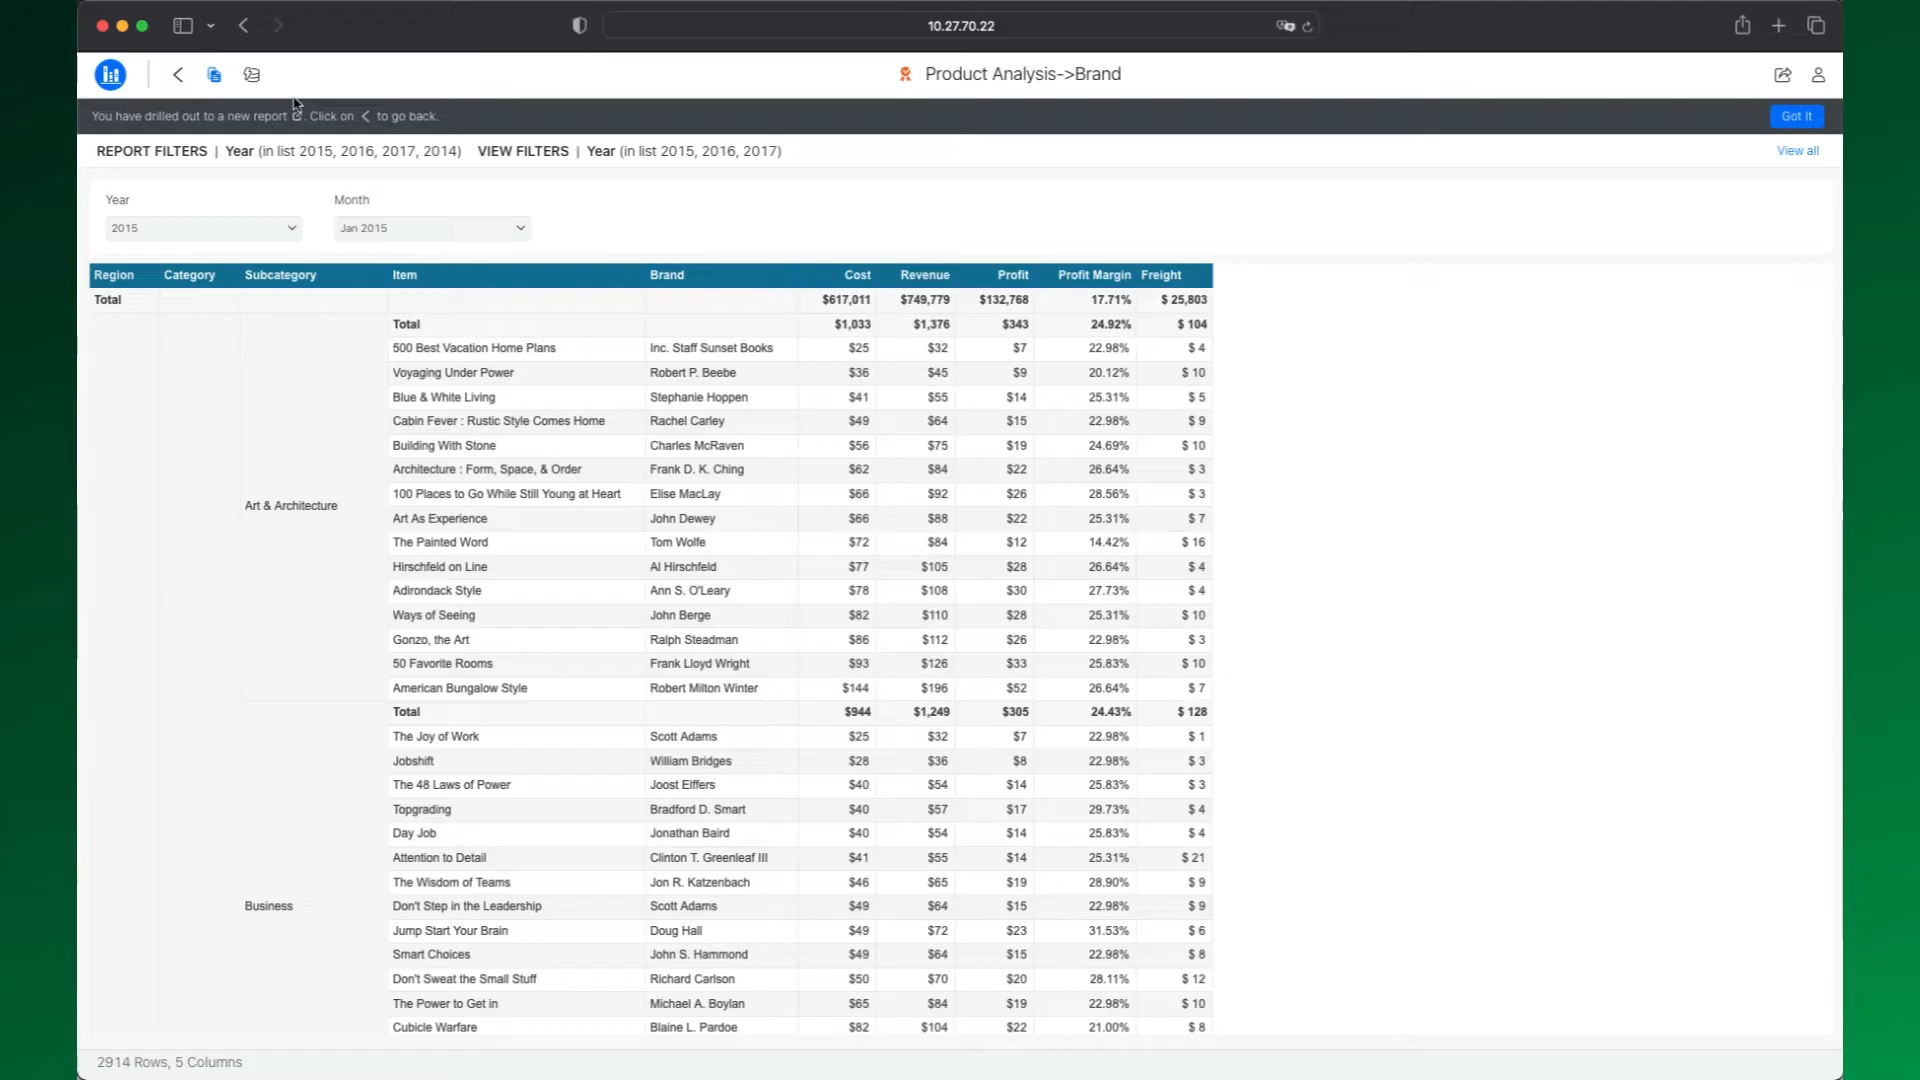 10.27.70.22
Product Analysis->Brand
You have drilled out to a new report . Click on < to go back.
Got It
REPORT FILTERS | Year (in list 2015, 2016, 2017, 2014) VIEW FILTERS | Year (in list 2015, 2016, 2017)
View all
Year Month
2015 Jan 2015
Region Category Subcategory Item Brand Cost Revenue Profit Profit Margin Freight
Total $617,011 $749,779 $132,768 17.71% $ 25,803
Total $1,033 $1,376 $343 24.92% $ 104
500 Best Vacation Home Plans Inc. Staff Sunset Books $25 $32 $7 22.98% $ 4
Voyaging Under Power Robert P. Beebe $36 $45 $9 20.12% $ 10
Blue & White Living Stephanie Hoppen $41 $55 $14 25.31% $ 5
Cabin Fever : Rustic Style Comes Home Rachel Carley $49 $64 $15 22.98% $ 9
Building With Stone Charles McRaven $56 $75 $19 24.69% $ 10
Architecture : Form, Space, & Order Frank D. K. Ching $62 $84 $22 26.64% $ 3
100 Places to Go While Still Young at Heart Elise MacLay $66 $92 $26 28.56% $ 3
Art & Architecture
Art As Experience John Dewey $66 $88 $22 25.31% $ 7
The Painted Word Tom Wolfe $72 $84 $12 14.42% $ 16
Hirschfeld on Line Al Hirschfeld $77 $105 $28 26.64% $ 4
Adirondack Style Ann S. O'Leary $78 $108 $30 27.73% $ 4
Ways of Seeing John Berge $82 $110 $28 25.31% $ 10
Gonzo, the Art Ralph Steadman $86 $112 $26 22.98% $ 3
50 Favorite Rooms Frank Lloyd Wright $93 $126 $33 25.83% $ 10
American Bungalow Style Robert Milton Winter $144 $196 $52 26.64% $ 7
Total $944 $1,249 $305 24.43% $ 128
The Joy of Work Scott Adams $25 $32 $7 22.98% $ 1
Jobshift William Bridges $28 $36 $8 22.98% $ 3
The 48 Laws of Power Joost Elffers $40 $54 $14 25.83% $ 3
Topgrading Bradford D. Smart $40 $57 $17 29.73% $ 4
Day Job Jonathan Baird $40 $54 $14 25.83% $ 4
Attention to Detail Clinton T. Greenleaf III $41 $55 $14 25.31% $ 21
The Wisdom of Teams Jon R. Katzenbach $46 $65 $19 28.90% $ 9
Business Don't Step in the Leadership Scott Adams $49 $64 $15 22.98% $ 9
Jump Start Your Brain Doug Hall $49 $72 $23 31.53% $ 6
Smart Choices John S. Hammond $49 $64 $15 22.98% $ 8
Don't Sweat the Small Stuff Richard Carlson $50 $70 $20 28.11% $ 12
The Power to Get in Michael A. Boylan $65 $84 $19 22.98% $ 10
Cubicle Warfare Blaine L. Pardoe $82 $104 $22 21.00% $ 8
2914 Rows, 5 Columns